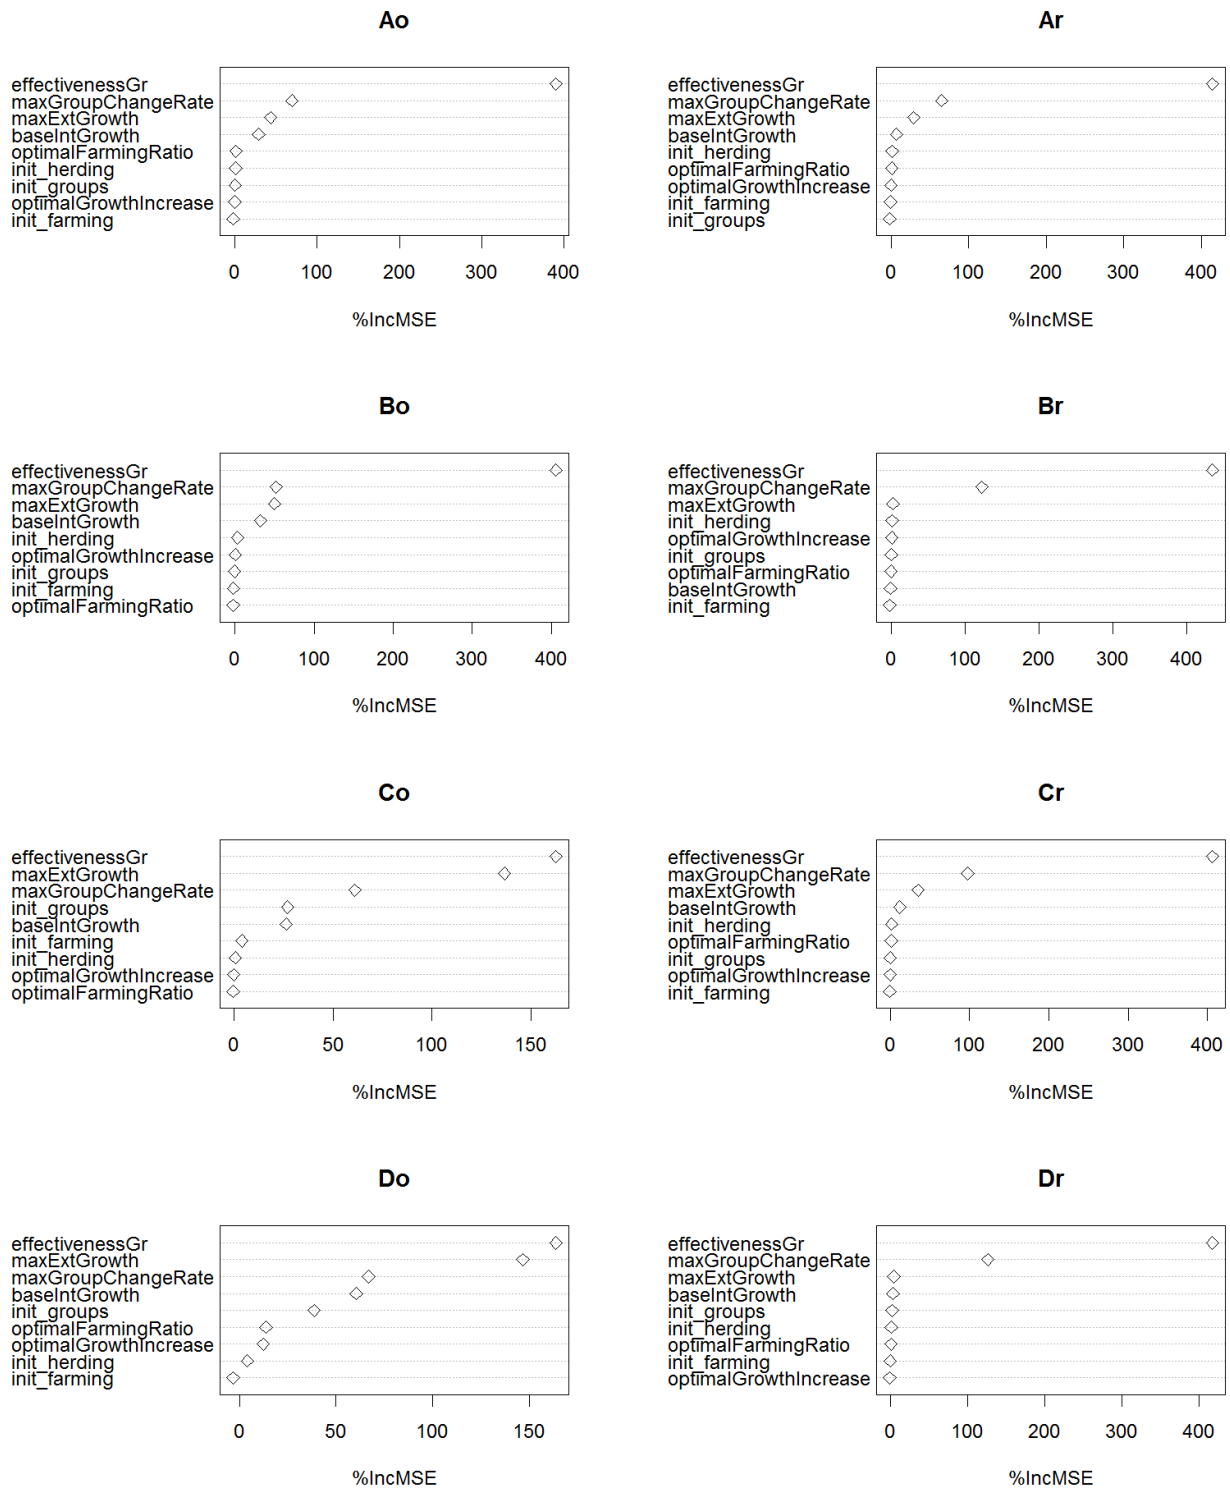 Ao
effectivenessGr
maxGroupChangeRate
maxExtGrowth
baseIntGrowth
optimalFarmingRatio
init_herding
init_groups
optimalGrowthIncrease
init_farming
0 100 200 300 400
%IncMSE
Ar
effectivenessGr
maxGroupChangeRate
maxExtGrowth
baseIntGrowth
init_herding
optimalFarmingRatio
optimalGrowthIncrease
init_farming
init_groups
0 100 200 300 400
%IncMSE
Bo
effectivenessGr
maxGroupChangeRate
maxExtGrowth
baseIntGrowth
init_herding
optimalGrowthIncrease
init_groups
init_farming
optimalFarmingRatio
0 100 200 300 400
%IncMSE
Br
effectivenessGr
maxGroupChangeRate
maxExtGrowth
init_herding
optimalGrowthIncrease
init_groups
optimalFarmingRatio
baseIntGrowth
init_farming
0 100 200 300 400
%IncMSE
Co
effectivenessGr
maxExtGrowth
maxGroupChangeRate
init_groups
baseIntGrowth
init_farming
init_herding
optimalGrowthIncrease
optimalFarmingRatio
0 50 100 150
%IncMSE
Cr
effectivenessGr
maxGroupChangeRate
maxExtGrowth
baseIntGrowth
init_herding
optimalFarmingRatio
init_groups
optimalGrowthIncrease
init_farming
0 100 200 300 400
%IncMSE
Do
effectivenessGr
maxExtGrowth
maxGroupChangeRate
baseIntGrowth
init_groups
optimalFarmingRatio
optimalGrowthIncrease
init_herding
init_farming
0 50 100 150
%IncMSE
Dr
effectivenessGr
maxGroupChangeRate
maxExtGrowth
baseIntGrowth
init_groups
init_herding
optimalFarmingRatio
init_farming
optimalGrowthIncrease
0 100 200 300 400
%IncMSE